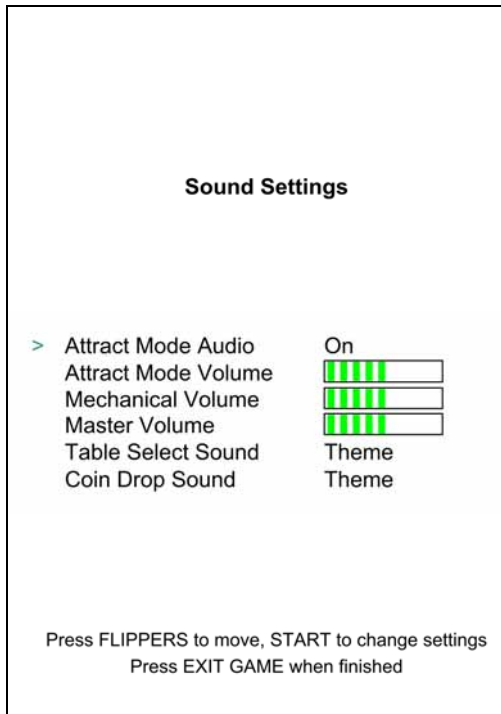 Sound Settings
> Attract Mode Audio On
Attract Mode Volume
Mechanical Volume
Master Volume
Table Select Sound Theme
Coin Drop Sound Theme
Press FLIPPERS to move, START to change settings
Press EXIT GAME when finished